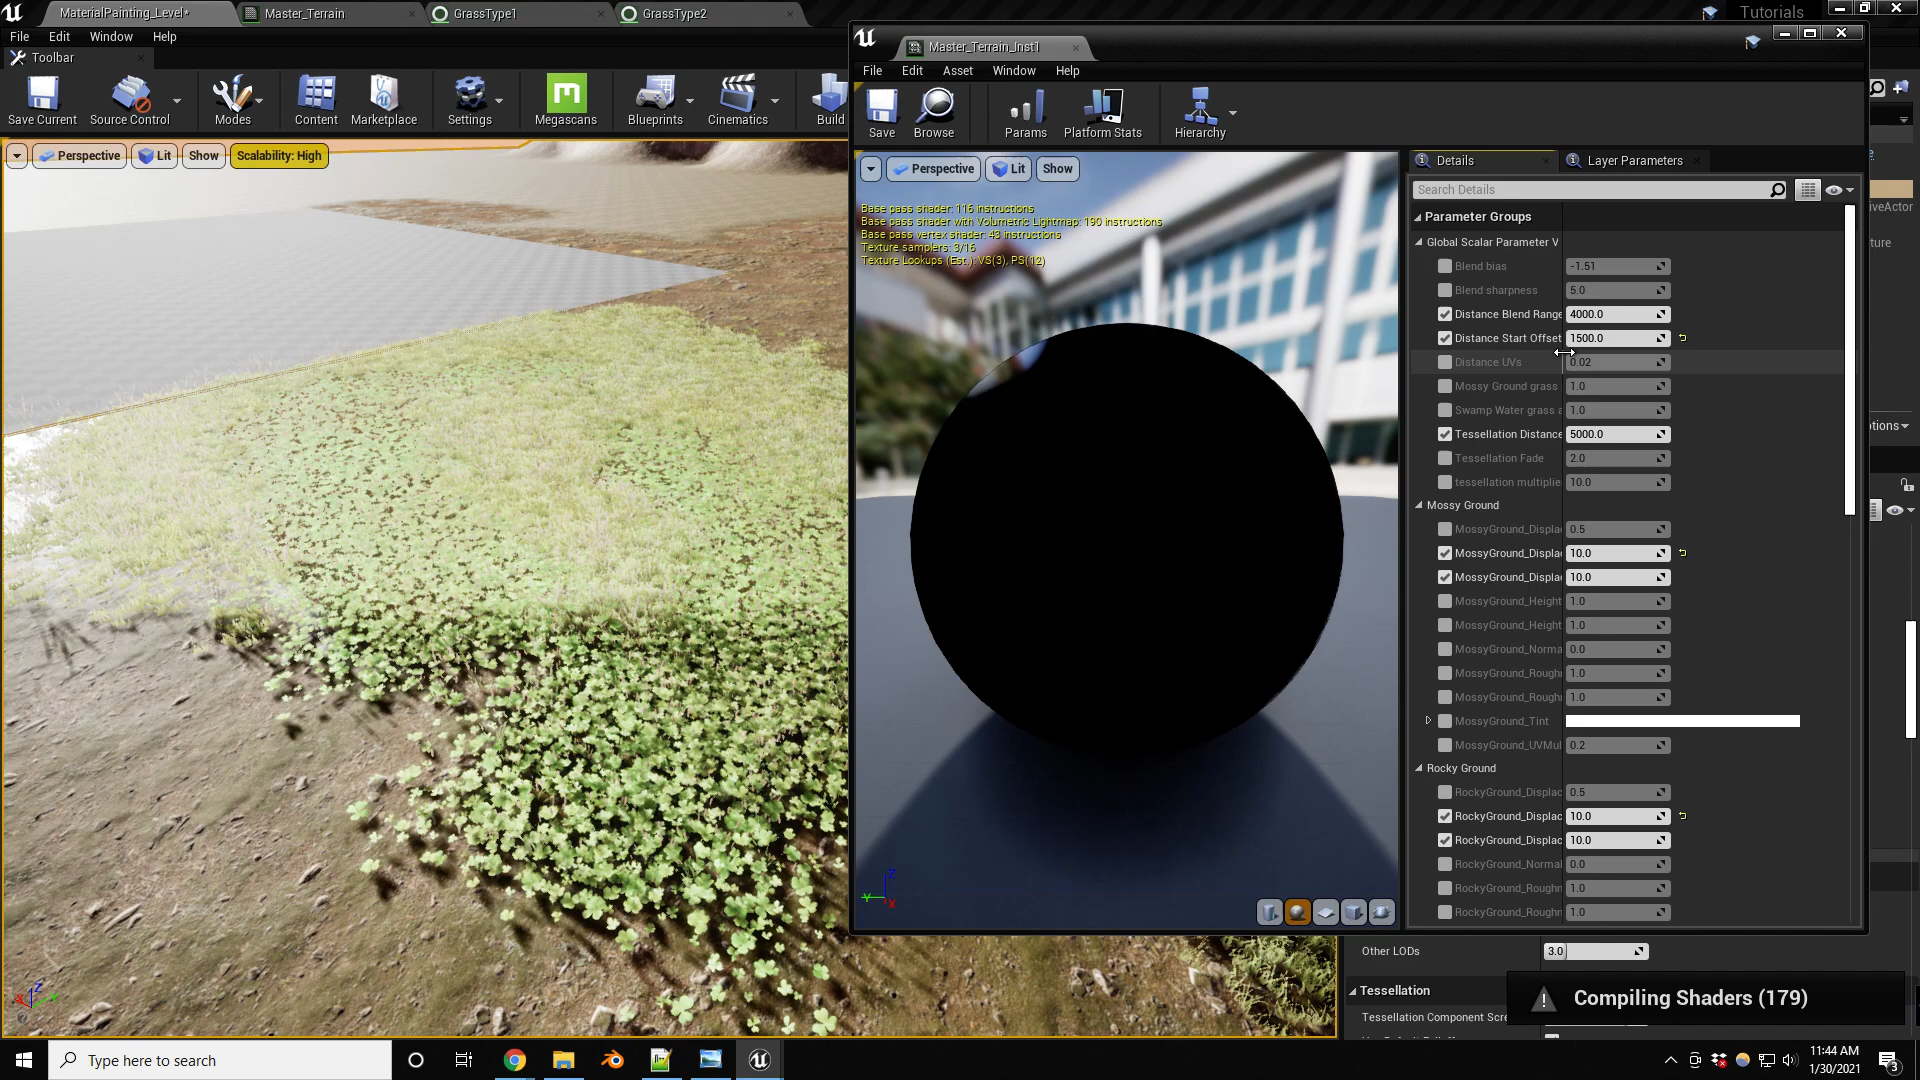 MaterialPainting_Level*
Master_Terrain
GrassType1
GrassType2
Tutorials
File Edit Window Help
Toolbar
Save Current
Source Control
Modes
Content
Marketplace
Settings
Megascans
Blueprints
Cinematics
Build
Perspective
Lit
Show
Scalability: High
Master_Terrain_Inst1
File Edit Asset Window Help
Save
Browse
Params
Platform Stats
Hierarchy
Perspective
Lit
Show
Base pass shader: 116 instructions
Base pass shader with Volumetric Lightmap: 190 instructions
Base pass vertex shader: 43 instructions
Texture samplers: 3/16
Texture Lookups (Est.): VS(3), PS(12)
Details
Layer Parameters
Search Details
Parameter Groups
Global Scalar Parameter V
Blend bias -1.51
Blend sharpness 5.0
Distance Blend Range 4000.0
Distance Start Offset 1500.0
Distance UVs 0.02
Mossy Ground grass 1.0
Swamp Water grass a 1.0
Tessellation Distance 5000.0
Tessellation Fade 2.0
tessellation multiplie 10.0
Mossy Ground
MossyGround_Displac 0.5
MossyGround_Displac 10.0
MossyGround_Displac 10.0
MossyGround_Height 1.0
MossyGround_Height 1.0
MossyGround_Norma 0.0
MossyGround_Rough 1.0
MossyGround_Rough 1.0
MossyGround_Tint
MossyGround_UVMul 0.2
Rocky Ground
RockyGround_Displac 0.5
RockyGround_Displac 10.0
RockyGround_Displac 10.0
RockyGround_Normal 0.0
RockyGround_Roughn 1.0
RockyGround_Roughn 1.0
iveActor
ture
tions
Other LODs 3.0
Tessellation
Tessellation Component Scre
Compiling Shaders (179)
X Y Z
Type here to search
11:44 AM
1/30/2021
3